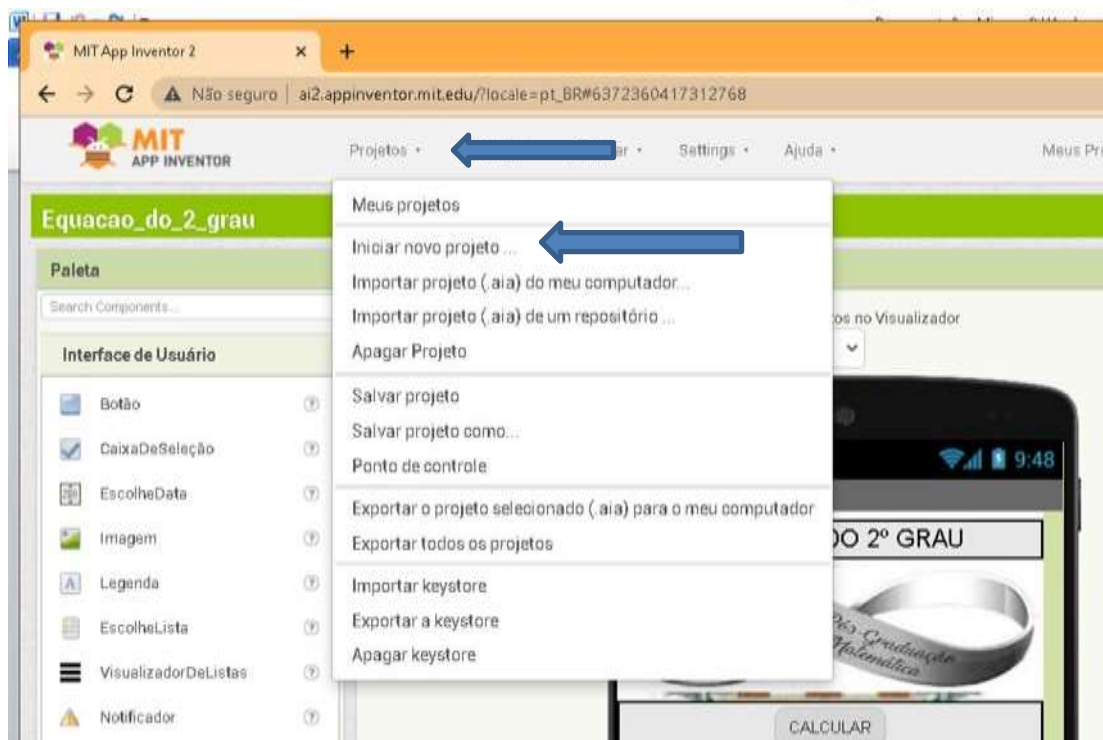 MIT App Inventor 2
Não seguro ai2.appinventor.mit.edu/?locale=pt_BR#6372360417312768
MIT
APP INVENTOR
Projetos
ar
Settings
Ajuda
Meus Pr
Equacao_do_2_grau
Meus projetos
Iniciar novo projeto ...
Importar projeto (.aia) do meu computador...
Importar projeto (.aia) de um repositório ...
Apagar Projeto
Salvar projeto
Salvar projeto como...
Ponto de controle
Exportar o projeto selecionado (.aia) para o meu computador
Exportar todos os projetos
Importar keystore
Exportar a keystore
Apagar keystore
Paleta
Search Components...
Interface de Usuário
Botão
CaixaDeSeleção
EscolheData
Imagem
Legenda
EscolheLista
VisualizadorDeListas
Notificador
os no Visualizador
9:48
DO 2º GRAU
Pós-Graduação
Matemática
CALCULAR